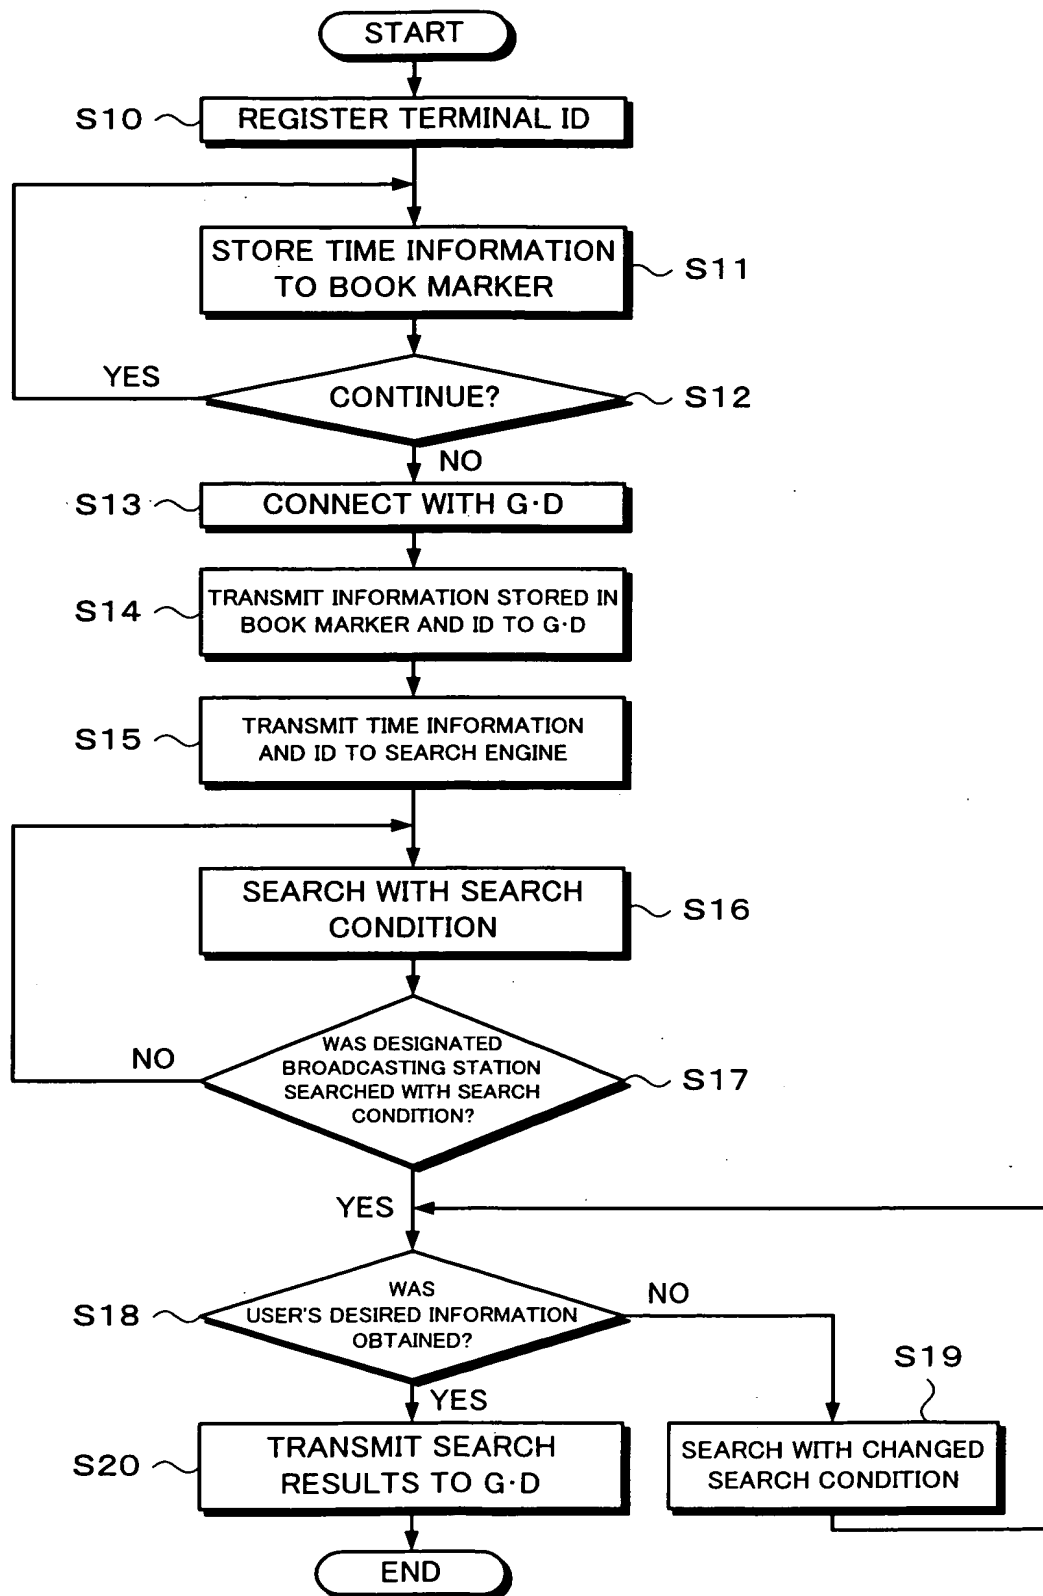 START
S10
REGISTER TERMINAL ID
STORE TIME INFORMATION
TO BOOK MARKER
S11
YES
CONTINUE?
S12
NO
S13
CONNECT WITH G·D
S14
TRANSMIT INFORMATION STORED IN
BOOK MARKER AND ID TO G·D
S15
TRANSMIT TIME INFORMATION
AND ID TO SEARCH ENGINE
SEARCH WITH SEARCH
CONDITION
S16
NO
WAS DESIGNATED
BROADCASTING STATION
SEARCHED WITH SEARCH
CONDITION?
S17
YES
S18
WAS
USER'S DESIRED INFORMATION
OBTAINED?
NO
YES
S19
SEARCH WITH CHANGED
SEARCH CONDITION
S20
TRANSMIT SEARCH
RESULTS TO G·D
END